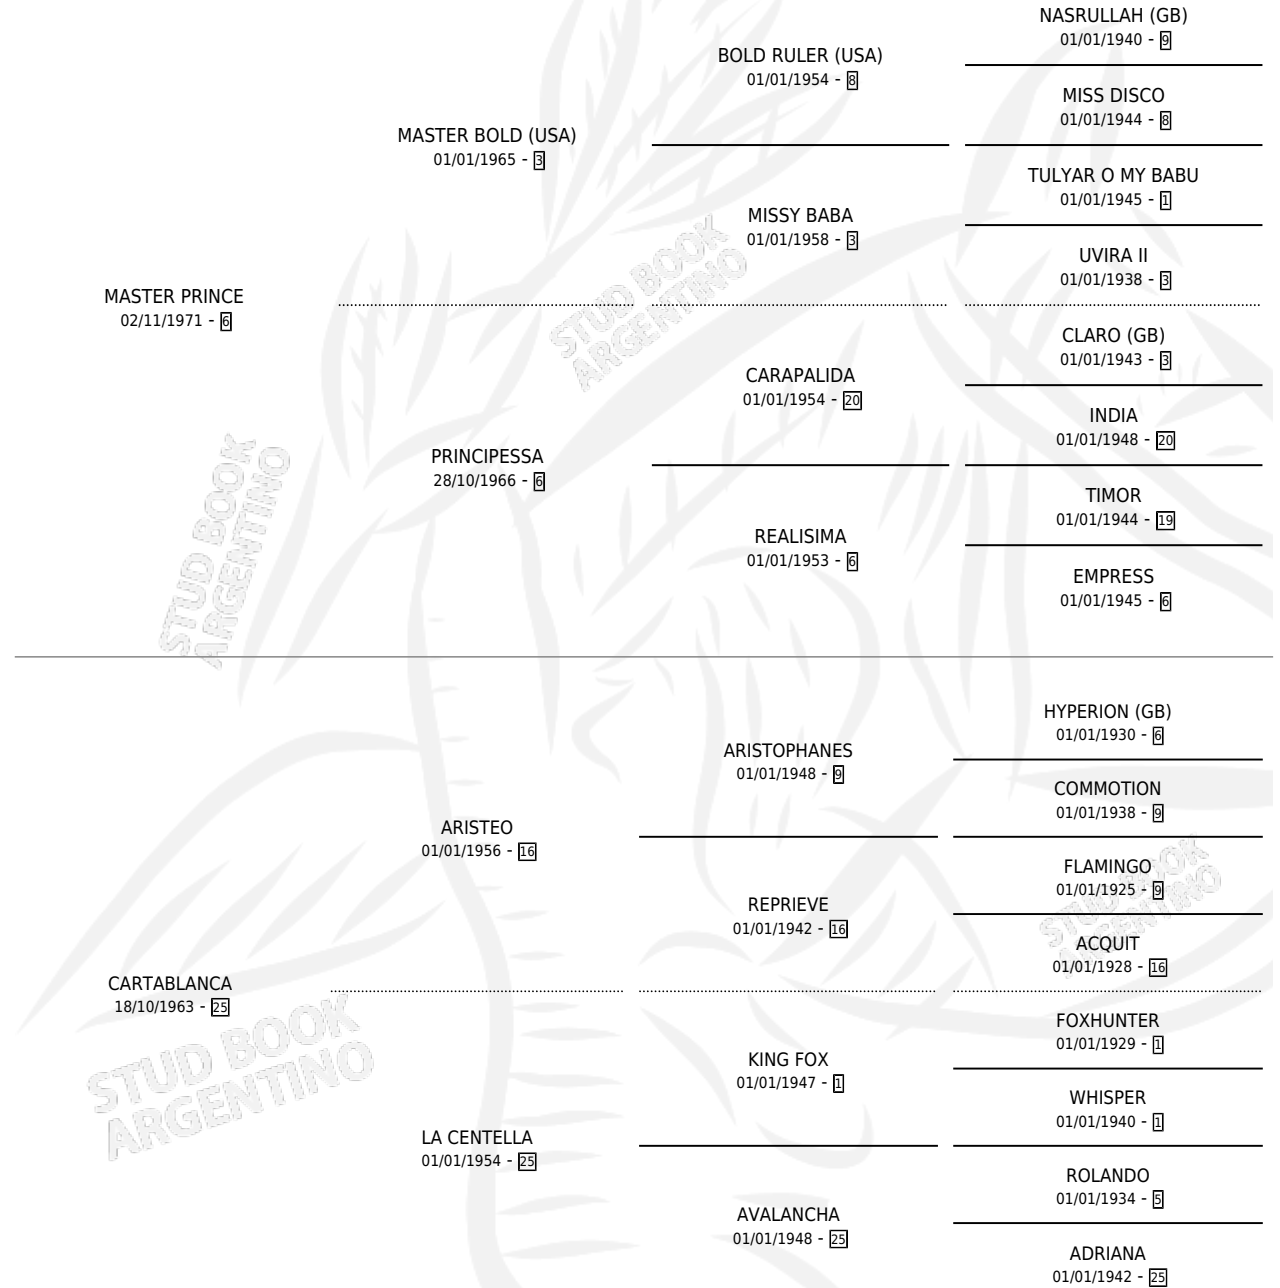 NASRULLAH (GB)
01/01/1940 - 9
BOLD RULER (USA)
01/01/1954 - 8
MISS DISCO
01/01/1944 - 8
MASTER BOLD (USA)
01/01/1965 - 3
TULYAR O MY BABU
01/01/1945 - 1
MISSY BABA
01/01/1958 - 3
UVIRA II
01/01/1938 - 3
MASTER PRINCE
02/11/1971 - 6
CLARO (GB)
01/01/1943 - 3
CARAPALIDA
01/01/1954 - 20
INDIA
01/01/1948 - 20
PRINCIPESSA
28/10/1966 - 6
TIMOR
01/01/1944 - 19
REALISIMA
01/01/1953 - 6
EMPRESS
01/01/1945 - 6
HYPERION (GB)
01/01/1930 - 6
ARISTOPHANES
01/01/1948 - 9
COMMOTION
01/01/1938 - 9
ARISTEO
01/01/1956 - 16
FLAMINGO
01/01/1925 - 9
REPRIEVE
01/01/1942 - 16
ACQUIT
01/01/1928 - 16
CARTABLANCA
18/10/1963 - 25
FOXHUNTER
01/01/1929 - 1
KING FOX
01/01/1947 - 1
WHISPER
01/01/1940 - 1
LA CENTELLA
01/01/1954 - 25
ROLANDO
01/01/1934 - 5
AVALANCHA
01/01/1948 - 25
ADRIANA
01/01/1942 - 25
STUD BOOK
ARGENTINO
STUD BOOK
ARGENTINO
STUD BOOK
ARGENTINO
STUD BOOK
ARGENTINO